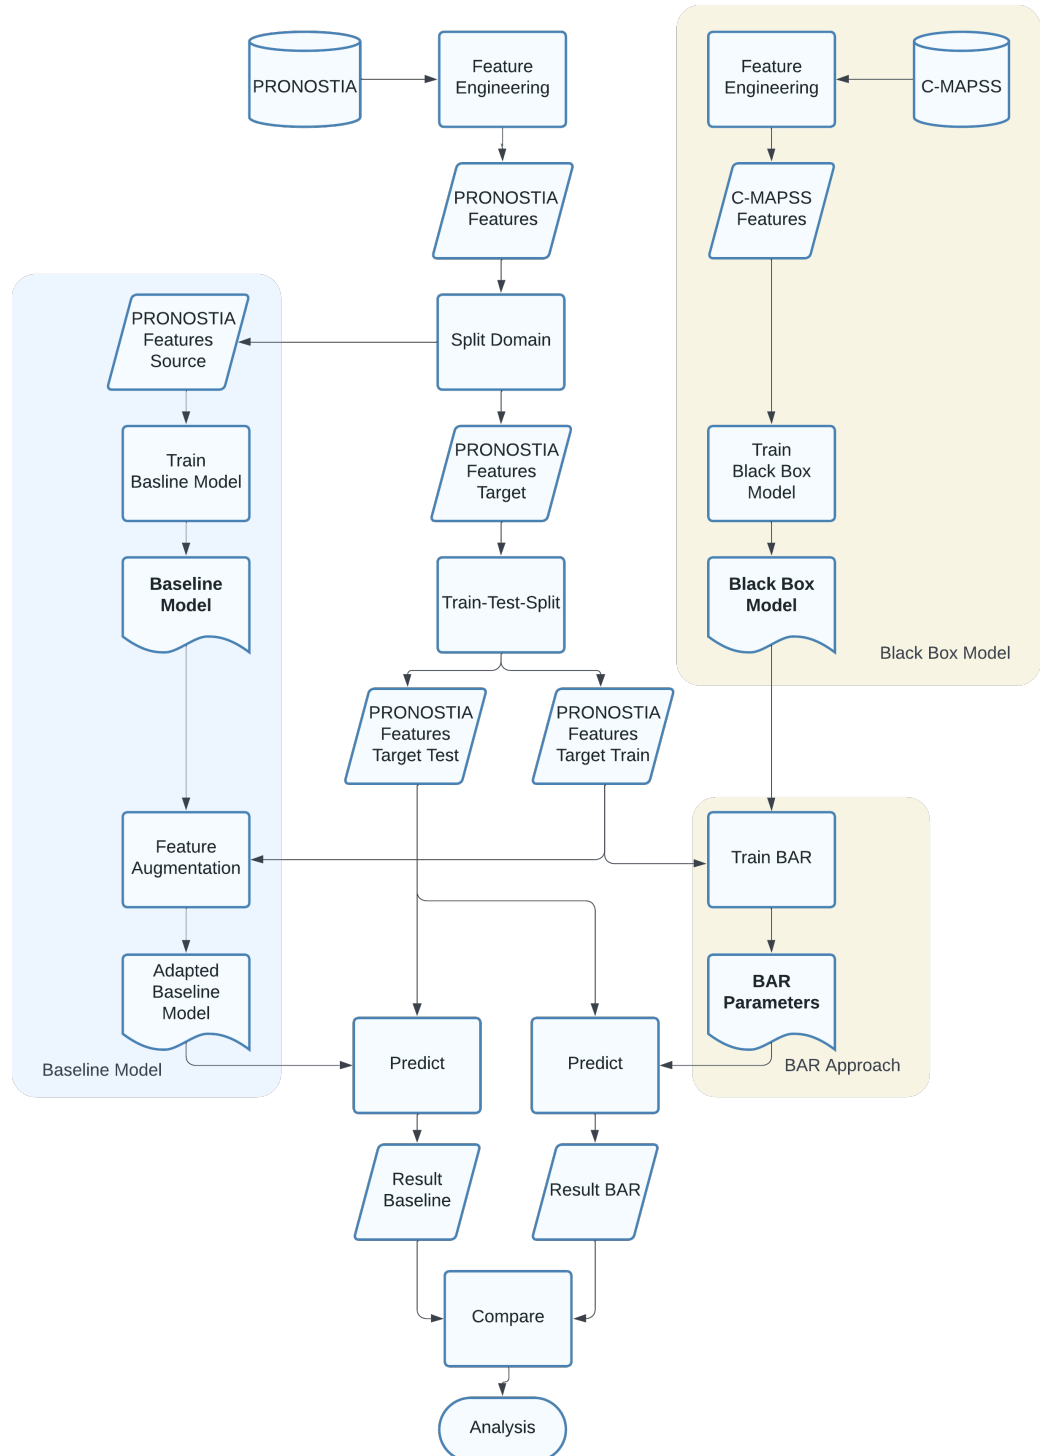 PRONOSTIA
Feature
Engineering
Feature
Engineering
C-MAPSS
PRONOSTIA
Features
C-MAPSS
Features
PRONOSTIA
Features
Source
Split Domain
Train
Basline Model
PRONOSTIA
Features
Target
Train
Black Box
Model
Baseline
Model
Train-Test-Split
Black Box
Model
Black Box Model
PRONOSTIA
Features
Target Test
PRONOSTIA
Features
Target Train
Feature
Augmentation
Train BAR
Adapted
Baseline
Model
BAR
Parameters
Baseline Model
Predict
Predict
BAR Approach
Result
Baseline
Result BAR
Compare
Analysis